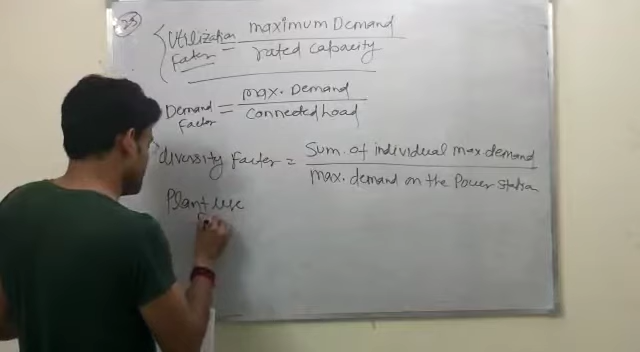 25
Utilization Factor = maximum Demand / rated capacity
Demand Factor = max. Demand / connected load
diversity factor = Sum. of individual max demand / max. demand on the Power station
Plant use